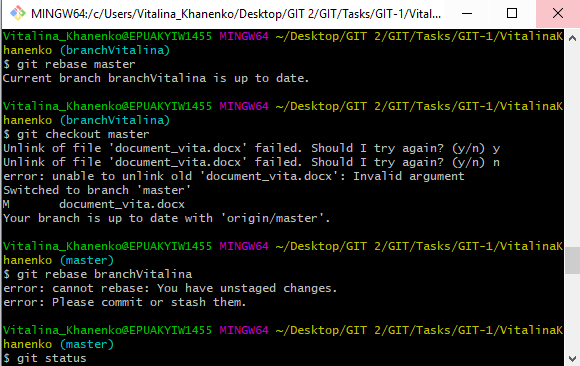 MINGW64:/c/Users/Vitalina_Khanenko/Desktop/GIT 2/GIT/Tasks/GIT-1/Vital...
Vitalina_Khanenko@EPUAKYIW1455 MINGW64 ~/Desktop/GIT 2/GIT/Tasks/GIT-1/VitalinaK
hanenko (branchVitalina)
$ git rebase master
Current branch branchVitalina is up to date.
Vitalina_Khanenko@EPUAKYIW1455 MINGW64 ~/Desktop/GIT 2/GIT/Tasks/GIT-1/VitalinaK
hanenko (branchVitalina)
$ git checkout master
Unlink of file 'document_vita.docx' failed. Should I try again? (y/n) y
Unlink of file 'document_vita.docx' failed. Should I try again? (y/n) n
error: unable to unlink old 'document_vita.docx': Invalid argument
Switched to branch 'master'
M       document_vita.docx
Your branch is up to date with 'origin/master'.
Vitalina_Khanenko@EPUAKYIW1455 MINGW64 ~/Desktop/GIT 2/GIT/Tasks/GIT-1/VitalinaK
hanenko (master)
$ git rebase branchVitalina
error: cannot rebase: You have unstaged changes.
error: Please commit or stash them.
Vitalina_Khanenko@EPUAKYIW1455 MINGW64 ~/Desktop/GIT 2/GIT/Tasks/GIT-1/VitalinaK
hanenko (master)
$ git status